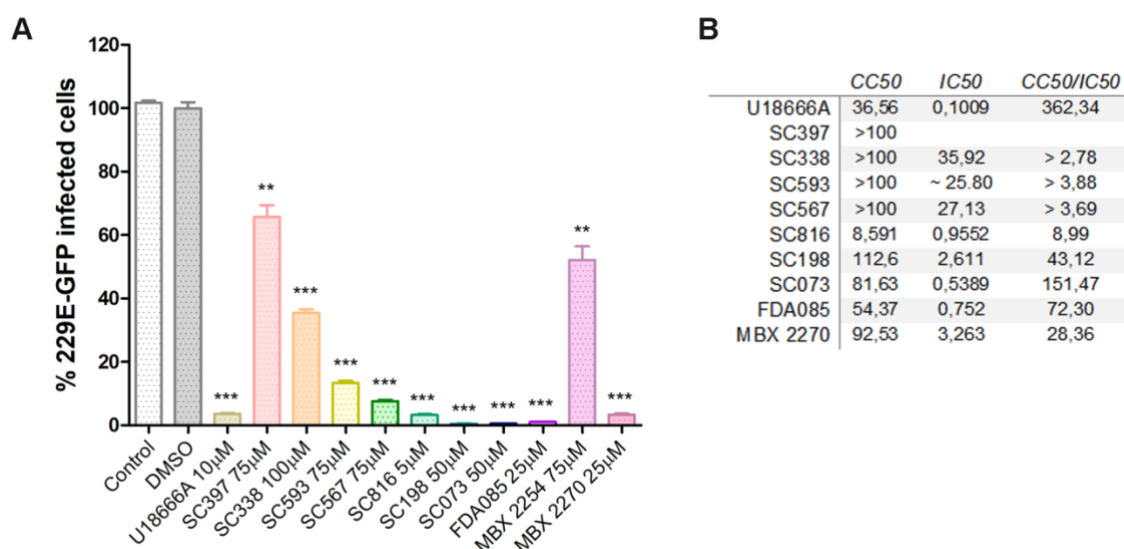 A
% 229E-GFP infected cells
120
100
80
60
40
20
0
**
**
***
***
***
***
***
***
***
***
***
Control
DMSO
U18666A 10μM
SC397 75μM
SC338 100μM
SC593 75μM
SC567 75μM
SC816 5μM
SC198 50μM
SC073 50μM
FDA085 25μM
MBX 2254 75μM
MBX 2270 25μM
B
CC50 IC50 CC50/IC50
U18666A 36,56 0,1009 362,34
SC397 >100
SC338 >100 35,92 > 2,78
SC593 >100 ~ 25.80 > 3,88
SC567 >100 27,13 > 3,69
SC816 8,591 0,9552 8,99
SC198 112,6 2,611 43,12
SC073 81,63 0,5389 151,47
FDA085 54,37 0,752 72,30
MBX 2270 92,53 3,263 28,36